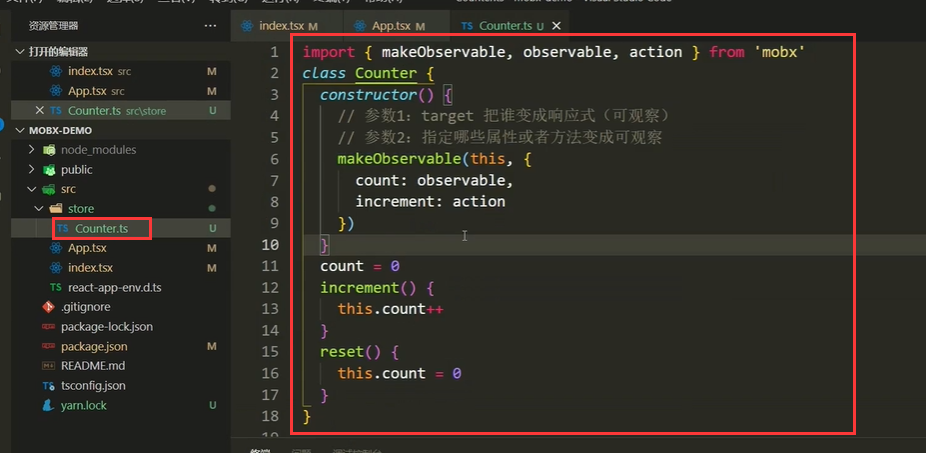 资源管理器
打开的编辑器
index.tsx src M
App.tsx src M
Counter.ts src\store U
MOBX-DEMO
node_modules
public
src
store
Counter.ts U
App.tsx M
index.tsx M
react-app-env.d.ts
.gitignore
package-lock.json
package.json M
README.md
tsconfig.json
yarn.lock U
index.tsx M App.tsx M TS Counter.ts U
1 import { makeObservable, observable, action } from 'mobx'
2 class Counter {
3 constructor() {
4 // 参数1: target 把谁变成响应式（可观察）
5 // 参数2: 指定哪些属性或者方法变成可观察
6 makeObservable(this, {
7 count: observable,
8 increment: action
9 })
10 }
11 count = 0
12 increment() {
13 this.count++
14 }
15 reset() {
16 this.count = 0
17 }
18 }